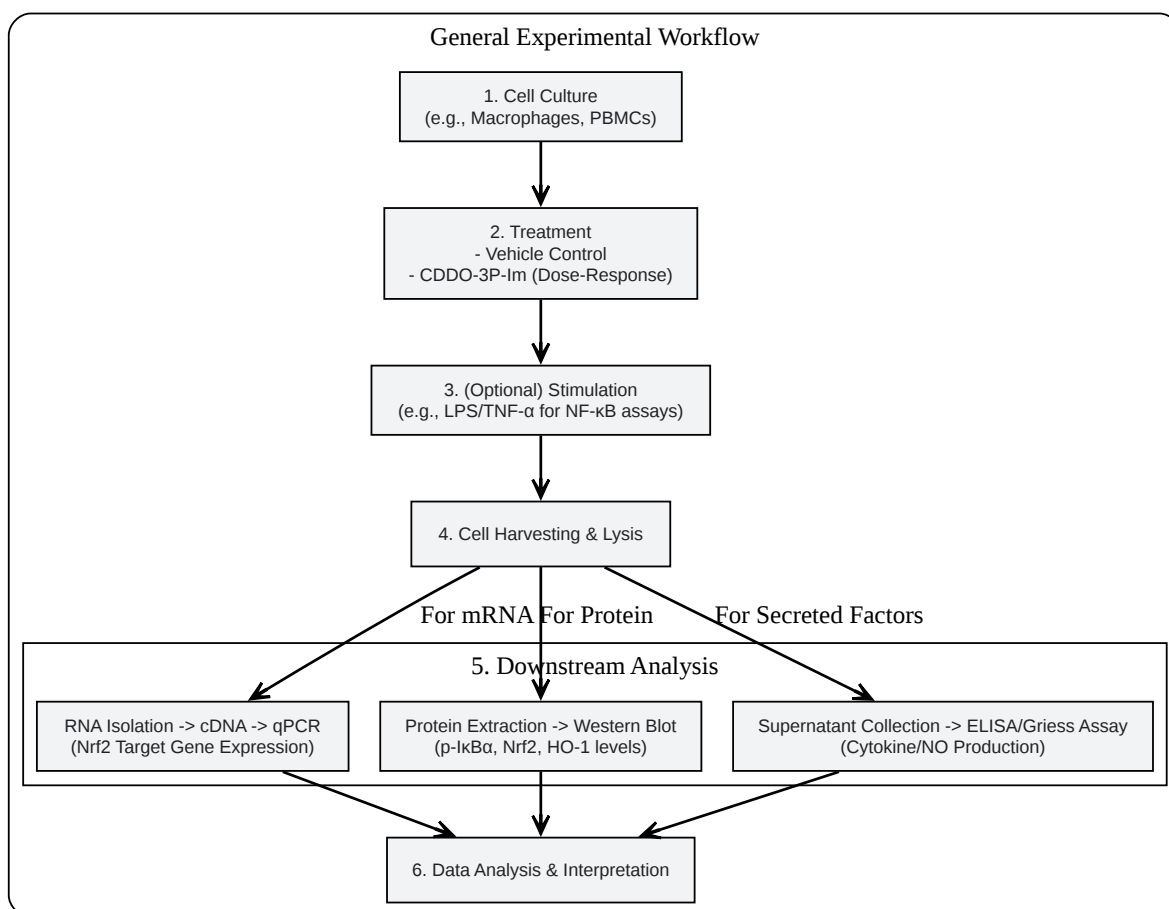 General Experimental Workflow
1. Cell Culture
(e.g., Macrophages, PBMCs)
2. Treatment
- Vehicle Control
- CDDO-3P-Im (Dose-Response)
3. (Optional) Stimulation
(e.g., LPS/TNF-α for NF-κB assays)
4. Cell Harvesting & Lysis
For mRNA
For Protein
For Secreted Factors
5. Downstream Analysis
RNA Isolation -> cDNA -> qPCR
(Nrf2 Target Gene Expression)
Protein Extraction -> Western Blot
(p-IκBα, Nrf2, HO-1 levels)
Supernatant Collection -> ELISA/Griess Assay
(Cytokine/NO Production)
6. Data Analysis & Interpretation